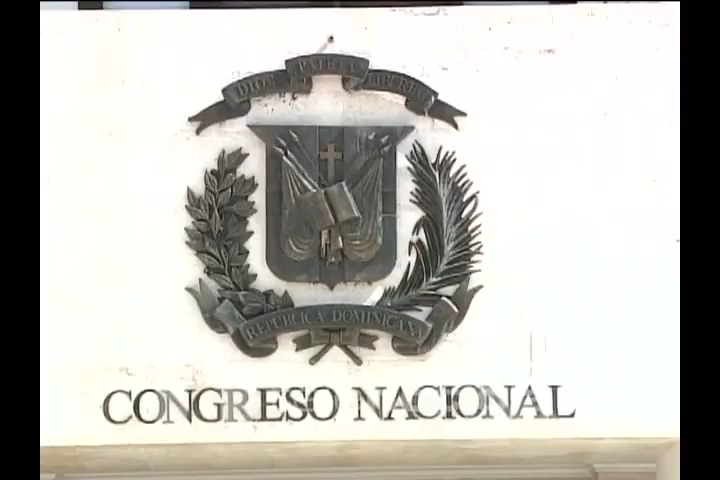 DIOS PATRIA LIBERTAD
REPUBLICA DOMINICANA
CONGRESO NACIONAL